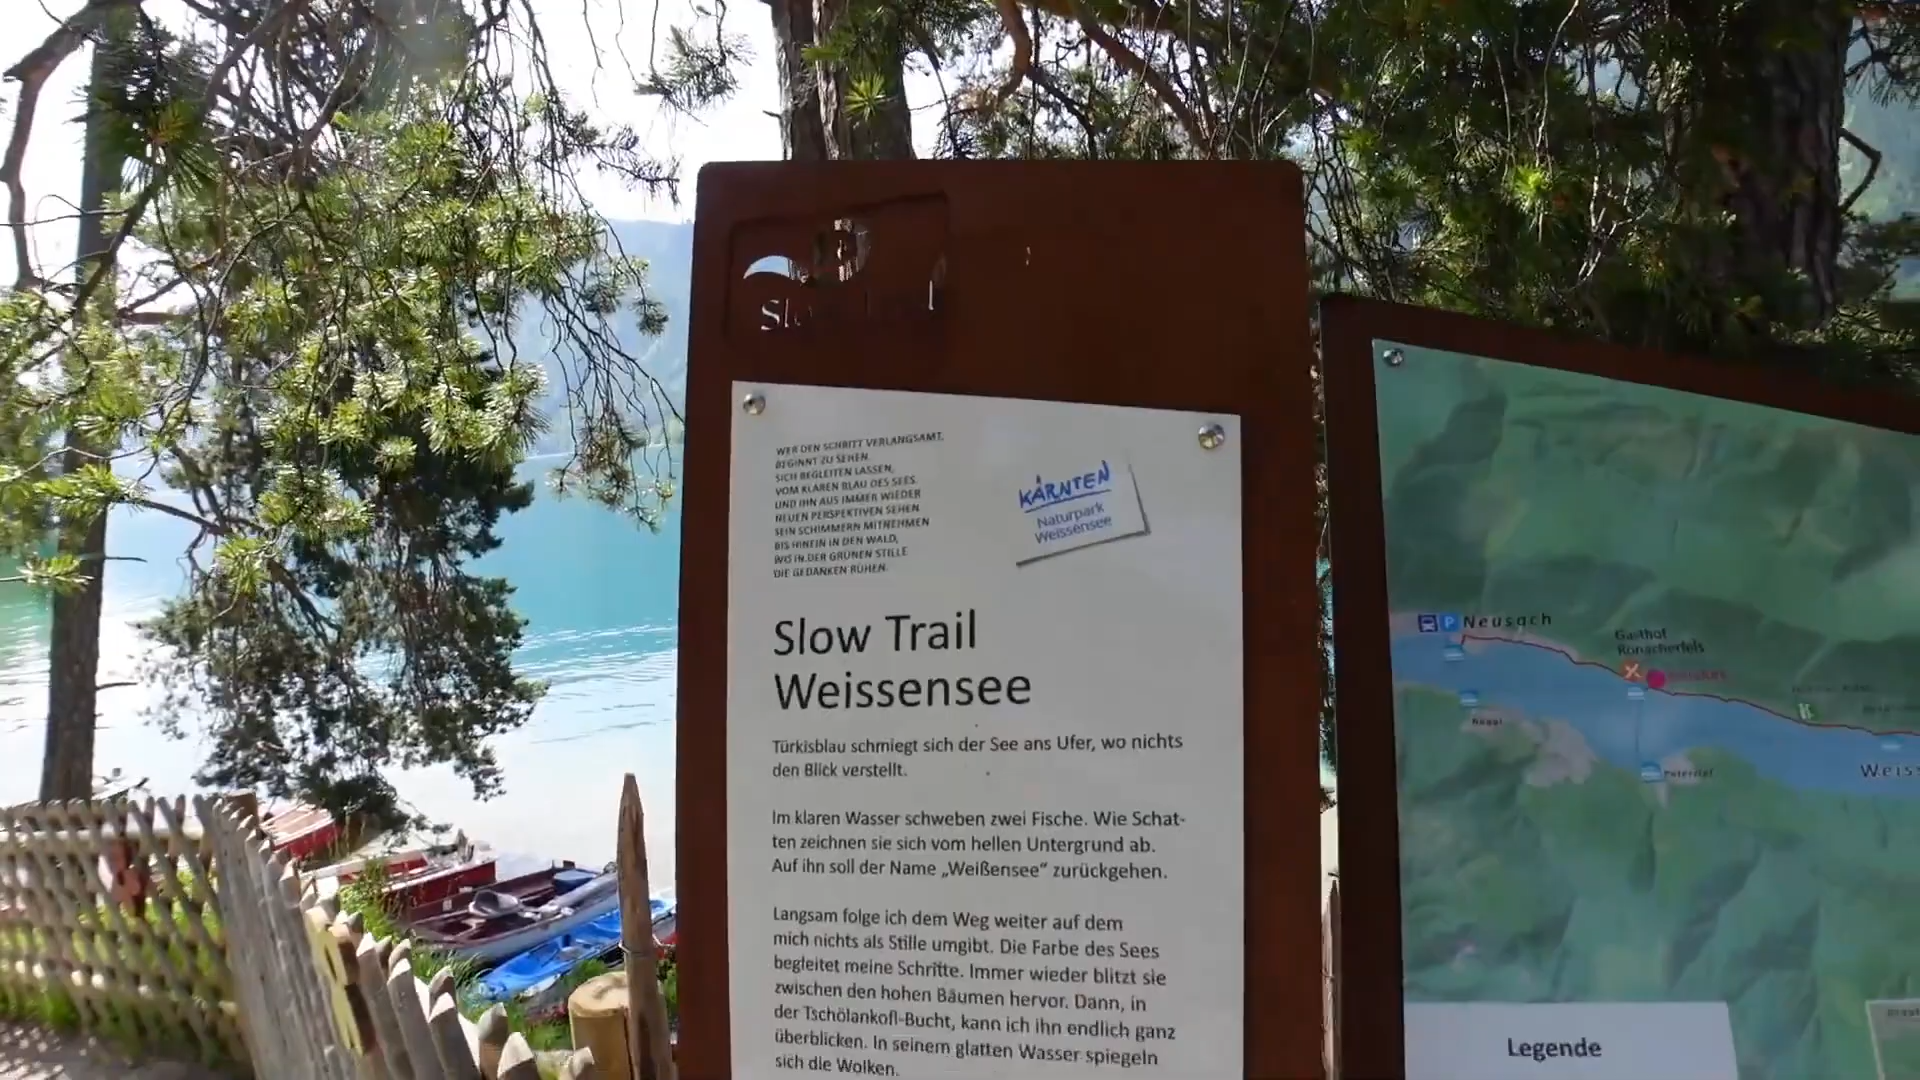 WER DEN SCHRITT VERLANGSAMT,
BEGINNT ZU SEHEN.
SICH BEGLEITEN LASSEN,
VOM KLAREN BLAU DES SEES.
UND IHN AUS IMMER WIEDER
NEUEN PERSPEKTIVEN SEHEN.
SEIN SCHIMMERN MITNEHMEN
BIS HINEIN IN DEN WALD,
WO IN DER GRÜNEN STILLE
DIE GEDANKEN RUHEN.
KÄRNTEN
Naturpark
Weissensee
Slow Trail
Weissensee
Türkisblau schmiegt sich der See ans Ufer, wo nichts
den Blick verstellt.
Im klaren Wasser schweben zwei Fische. Wie Schat-
ten zeichnen sie sich vom hellen Untergrund ab.
Auf ihn soll der Name „Weißensee“ zurückgehen.
Langsam folge ich dem Weg weiter auf dem
mich nichts als Stille umgibt. Die Farbe des Sees
begleitet meine Schritte. Immer wieder blitzt sie
zwischen den hohen Bäumen hervor. Dann, in
der Tschölankofl-Bucht, kann ich ihn endlich ganz
überblicken. In seinem glatten Wasser spiegeln
sich die Wolken.
P Neusach
Gasthof
Ronacherfels
Naggl
Paterzipf
Weiss
Legende